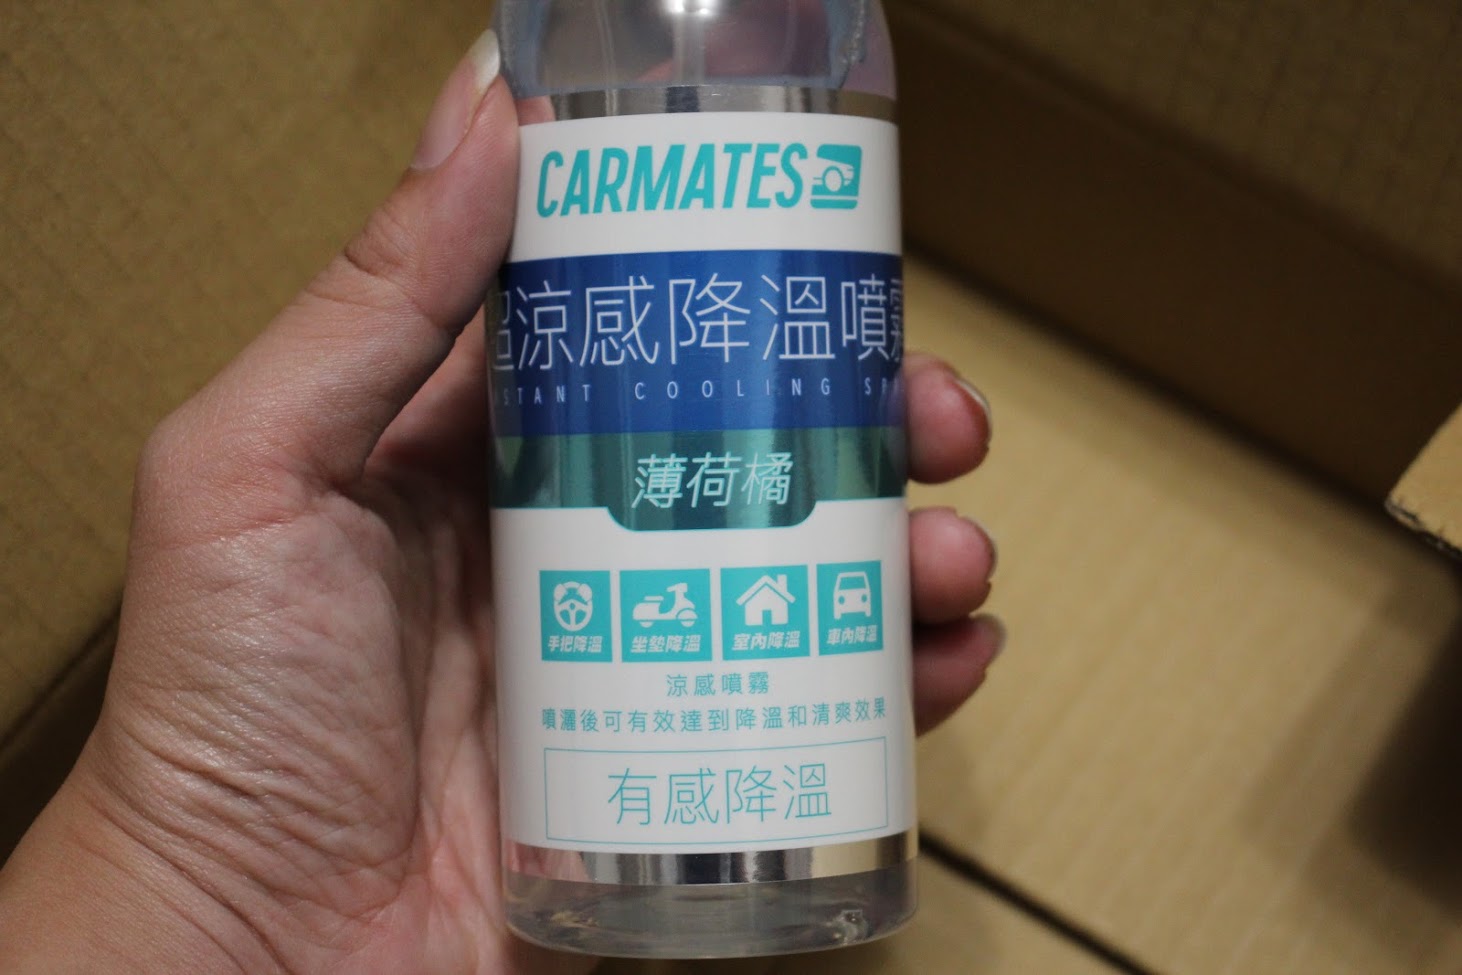 CARMATES
超涼感降溫噴霧
STANT COOLING SP
薄荷橘
手把降溫
坐墊降溫
室內降溫
車內降溫
涼感噴霧
噴灑後可有效達到降溫和清爽效果
有感降溫